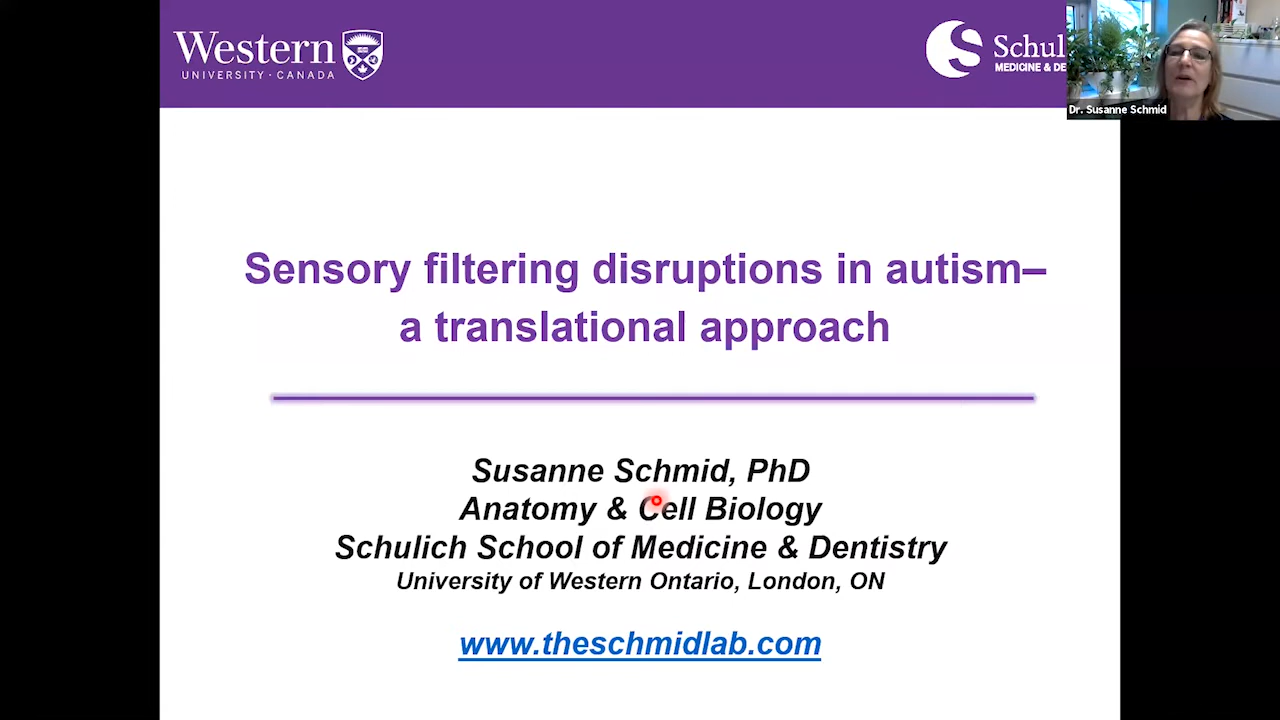 Western
UNIVERSITY · CANADA
Schul
MEDICINE & DE
Dr. Susanne Schmid
Sensory filtering disruptions in autism–
a translational approach
Susanne Schmid, PhD
Anatomy & Cell Biology
Schulich School of Medicine & Dentistry
University of Western Ontario, London, ON
www.theschmidlab.com